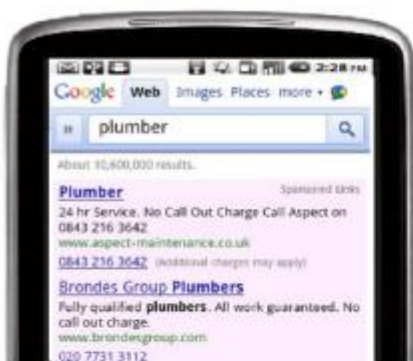 2:28 PM
Google Web Images Places more
plumber
About 10,600,000 results.
Plumber Sponsored Links
24 hr Service. No Call Out Charge Call Aspect on
0843 216 3642
www.aspect-maintenance.co.uk
0843 216 3642 (Additional charges may apply)
Brondes Group Plumbers
Fully qualified plumbers. All work guaranteed. No
call out charge.
www.brondesgroup.com
020 7731 3112